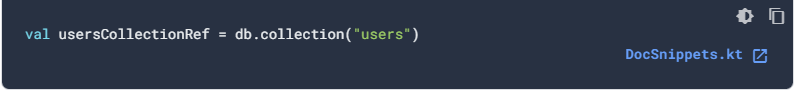 val usersCollectionRef = db.collection("users")
DocSnippets.kt